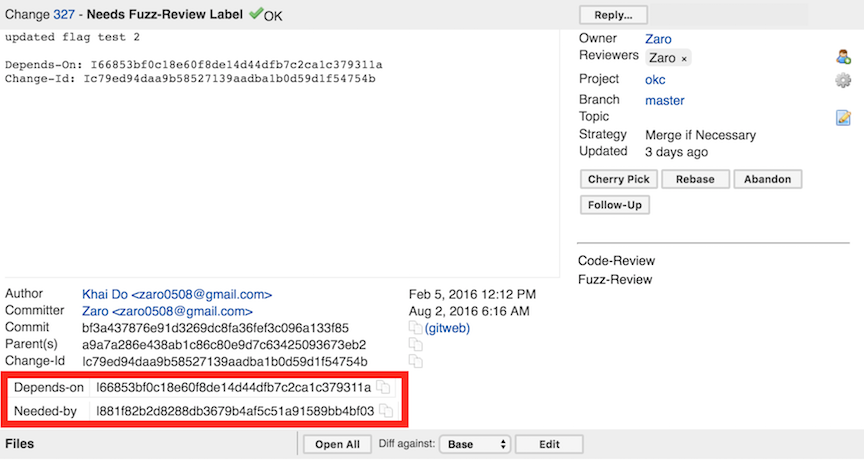 Change 327 - Needs Fuzz-Review Label OK
Reply...
updated flag test 2
Depends-On: I66853bf0c18e60f8de14d44dfb7c2ca1c379311a
Change-Id: Ic79ed94daa9b58527139aadba1b0d59d1f54754b
Owner Zaro
Reviewers Zaro ×
Project okc
Branch master
Topic
Strategy Merge if Necessary
Updated 3 days ago
Cherry Pick Rebase Abandon
Follow-Up
Code-Review
Fuzz-Review
Author Khai Do <zaro0508@gmail.com> Feb 5, 2016 12:12 PM
Committer Zaro <zaro0508@gmail.com> Aug 2, 2016 6:16 AM
Commit bf3a437876e91d3269dc8fa36fef3c096a133f85 (gitweb)
Parent(s) a9a7a286e438ab1c86c80e9d7c63425093673eb2
Change-Id Ic79ed94daa9b58527139aadba1b0d59d1f54754b
Depends-on I66853bf0c18e60f8de14d44dfb7c2ca1c379311a
Needed-by I881f82b2d8288db3679b4af5c51a91589bb4bf03
Files Open All Diff against: Base Edit